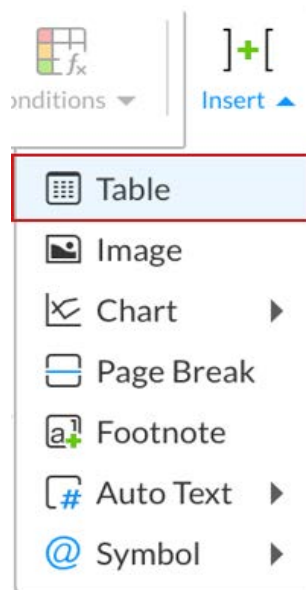 onditions Insert
Table
Image
Chart
Page Break
Footnote
Auto Text
Symbol